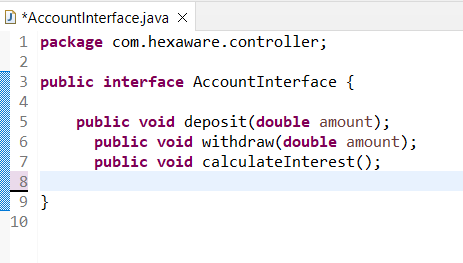 *AccountInterface.java
1 package com.hexaware.controller;
2
3 public interface AccountInterface {
4
5     public void deposit(double amount);
6       public void withdraw(double amount);
7       public void calculateInterest();
8
9 }
10